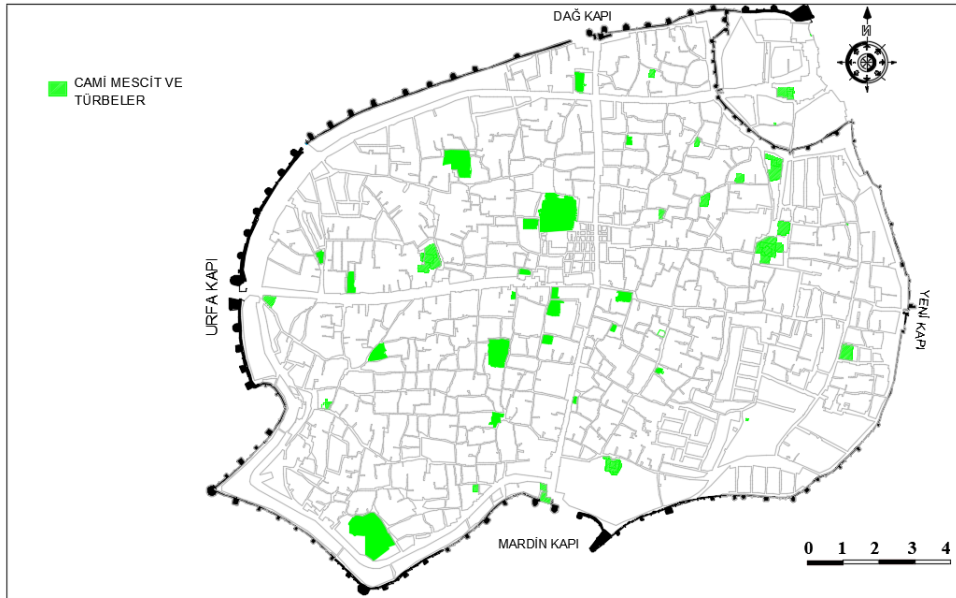 DAĞ KAPI
CAMİ MESCİT VE
TÜRBELER
URFA KAPI
YENİ KAPI
MARDİN KAPI
0 1 2 3 4